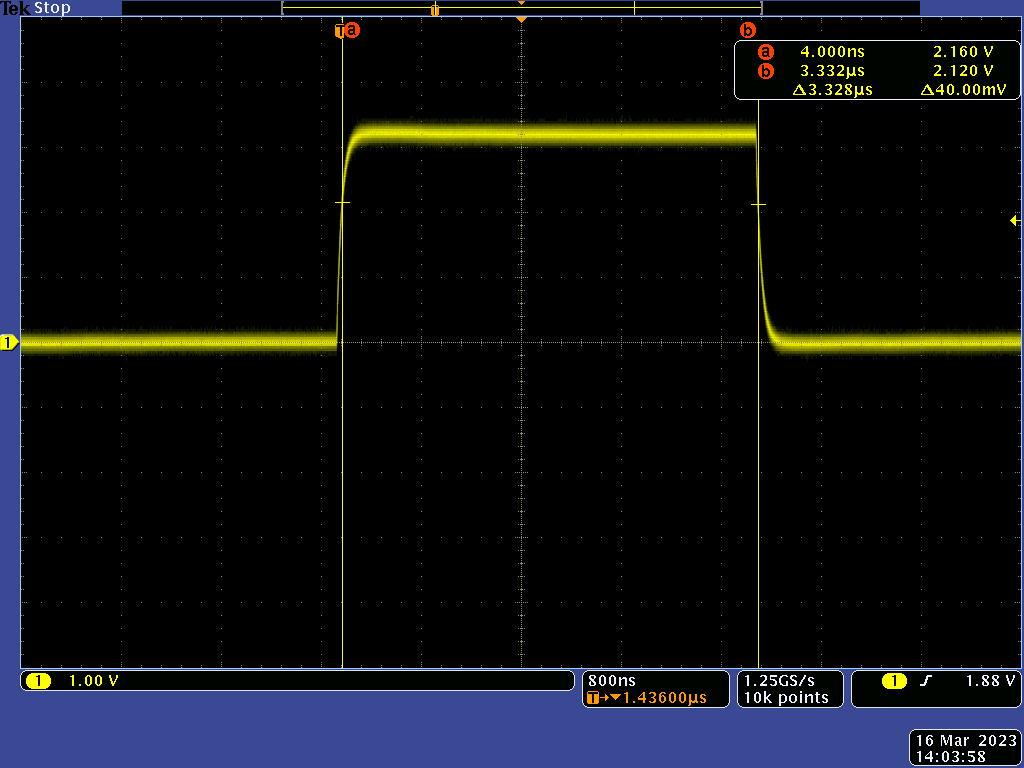 Tek Stop
T a b
a 4.000ns 2.160 V
b 3.332µs 2.120 V
Δ3.328µs Δ40.00mV
1
1 1.00 V
800ns
T→▼1.43600µs
1.25GS/s
10k points
1 ʃ 1.88 V
16 Mar 2023
14:03:58